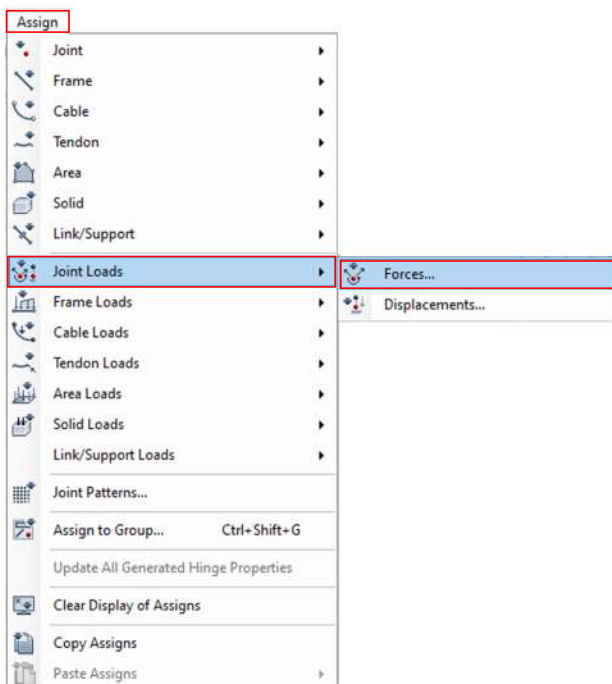 Assign
Joint
Frame
Cable
Tendon
Area
Solid
Link/Support
Joint Loads
Forces...
Frame Loads
Displacements...
Cable Loads
Tendon Loads
Area Loads
Solid Loads
Link/Support Loads
Joint Patterns...
Assign to Group... Ctrl+Shift+G
Update All Generated Hinge Properties
Clear Display of Assigns
Copy Assigns
Paste Assigns